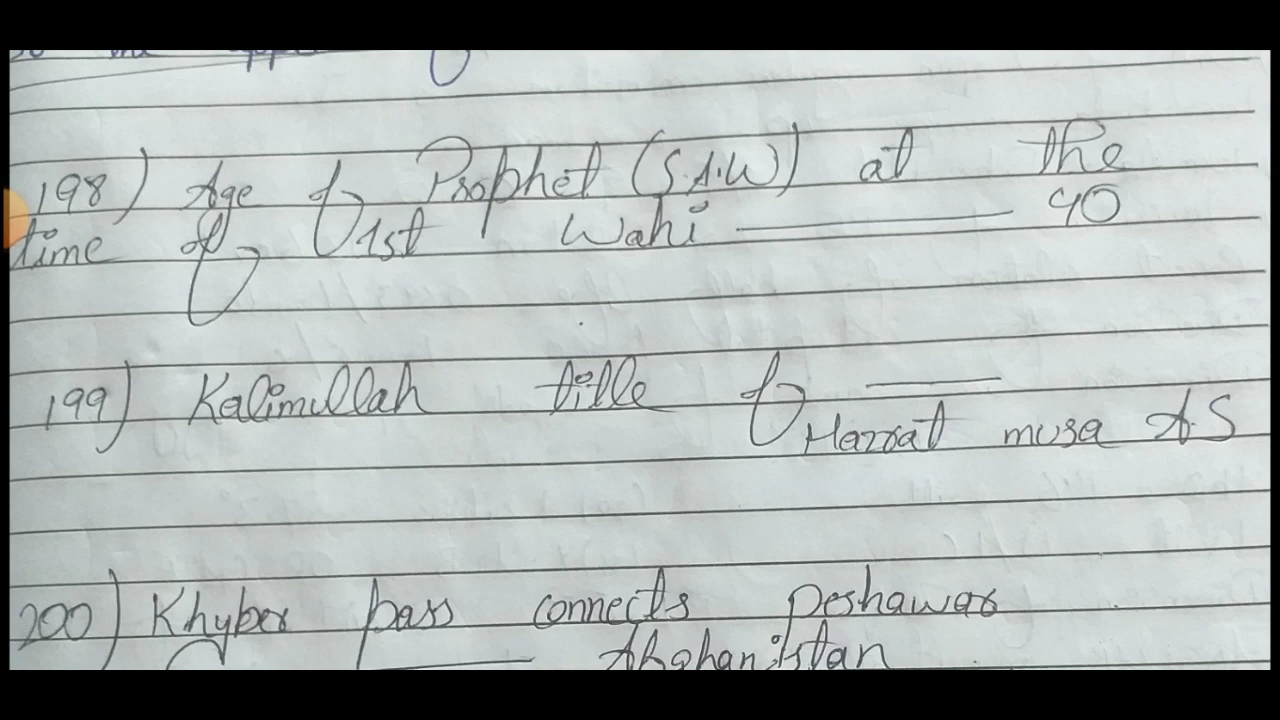 198) Age of Prophet (S.A.W) at the
time of 1st Wahi —— 40
199) Kalimullah title of ——
Hazrat musa A.S
200) Khyber pass connects peshawar
—— Afghanistan